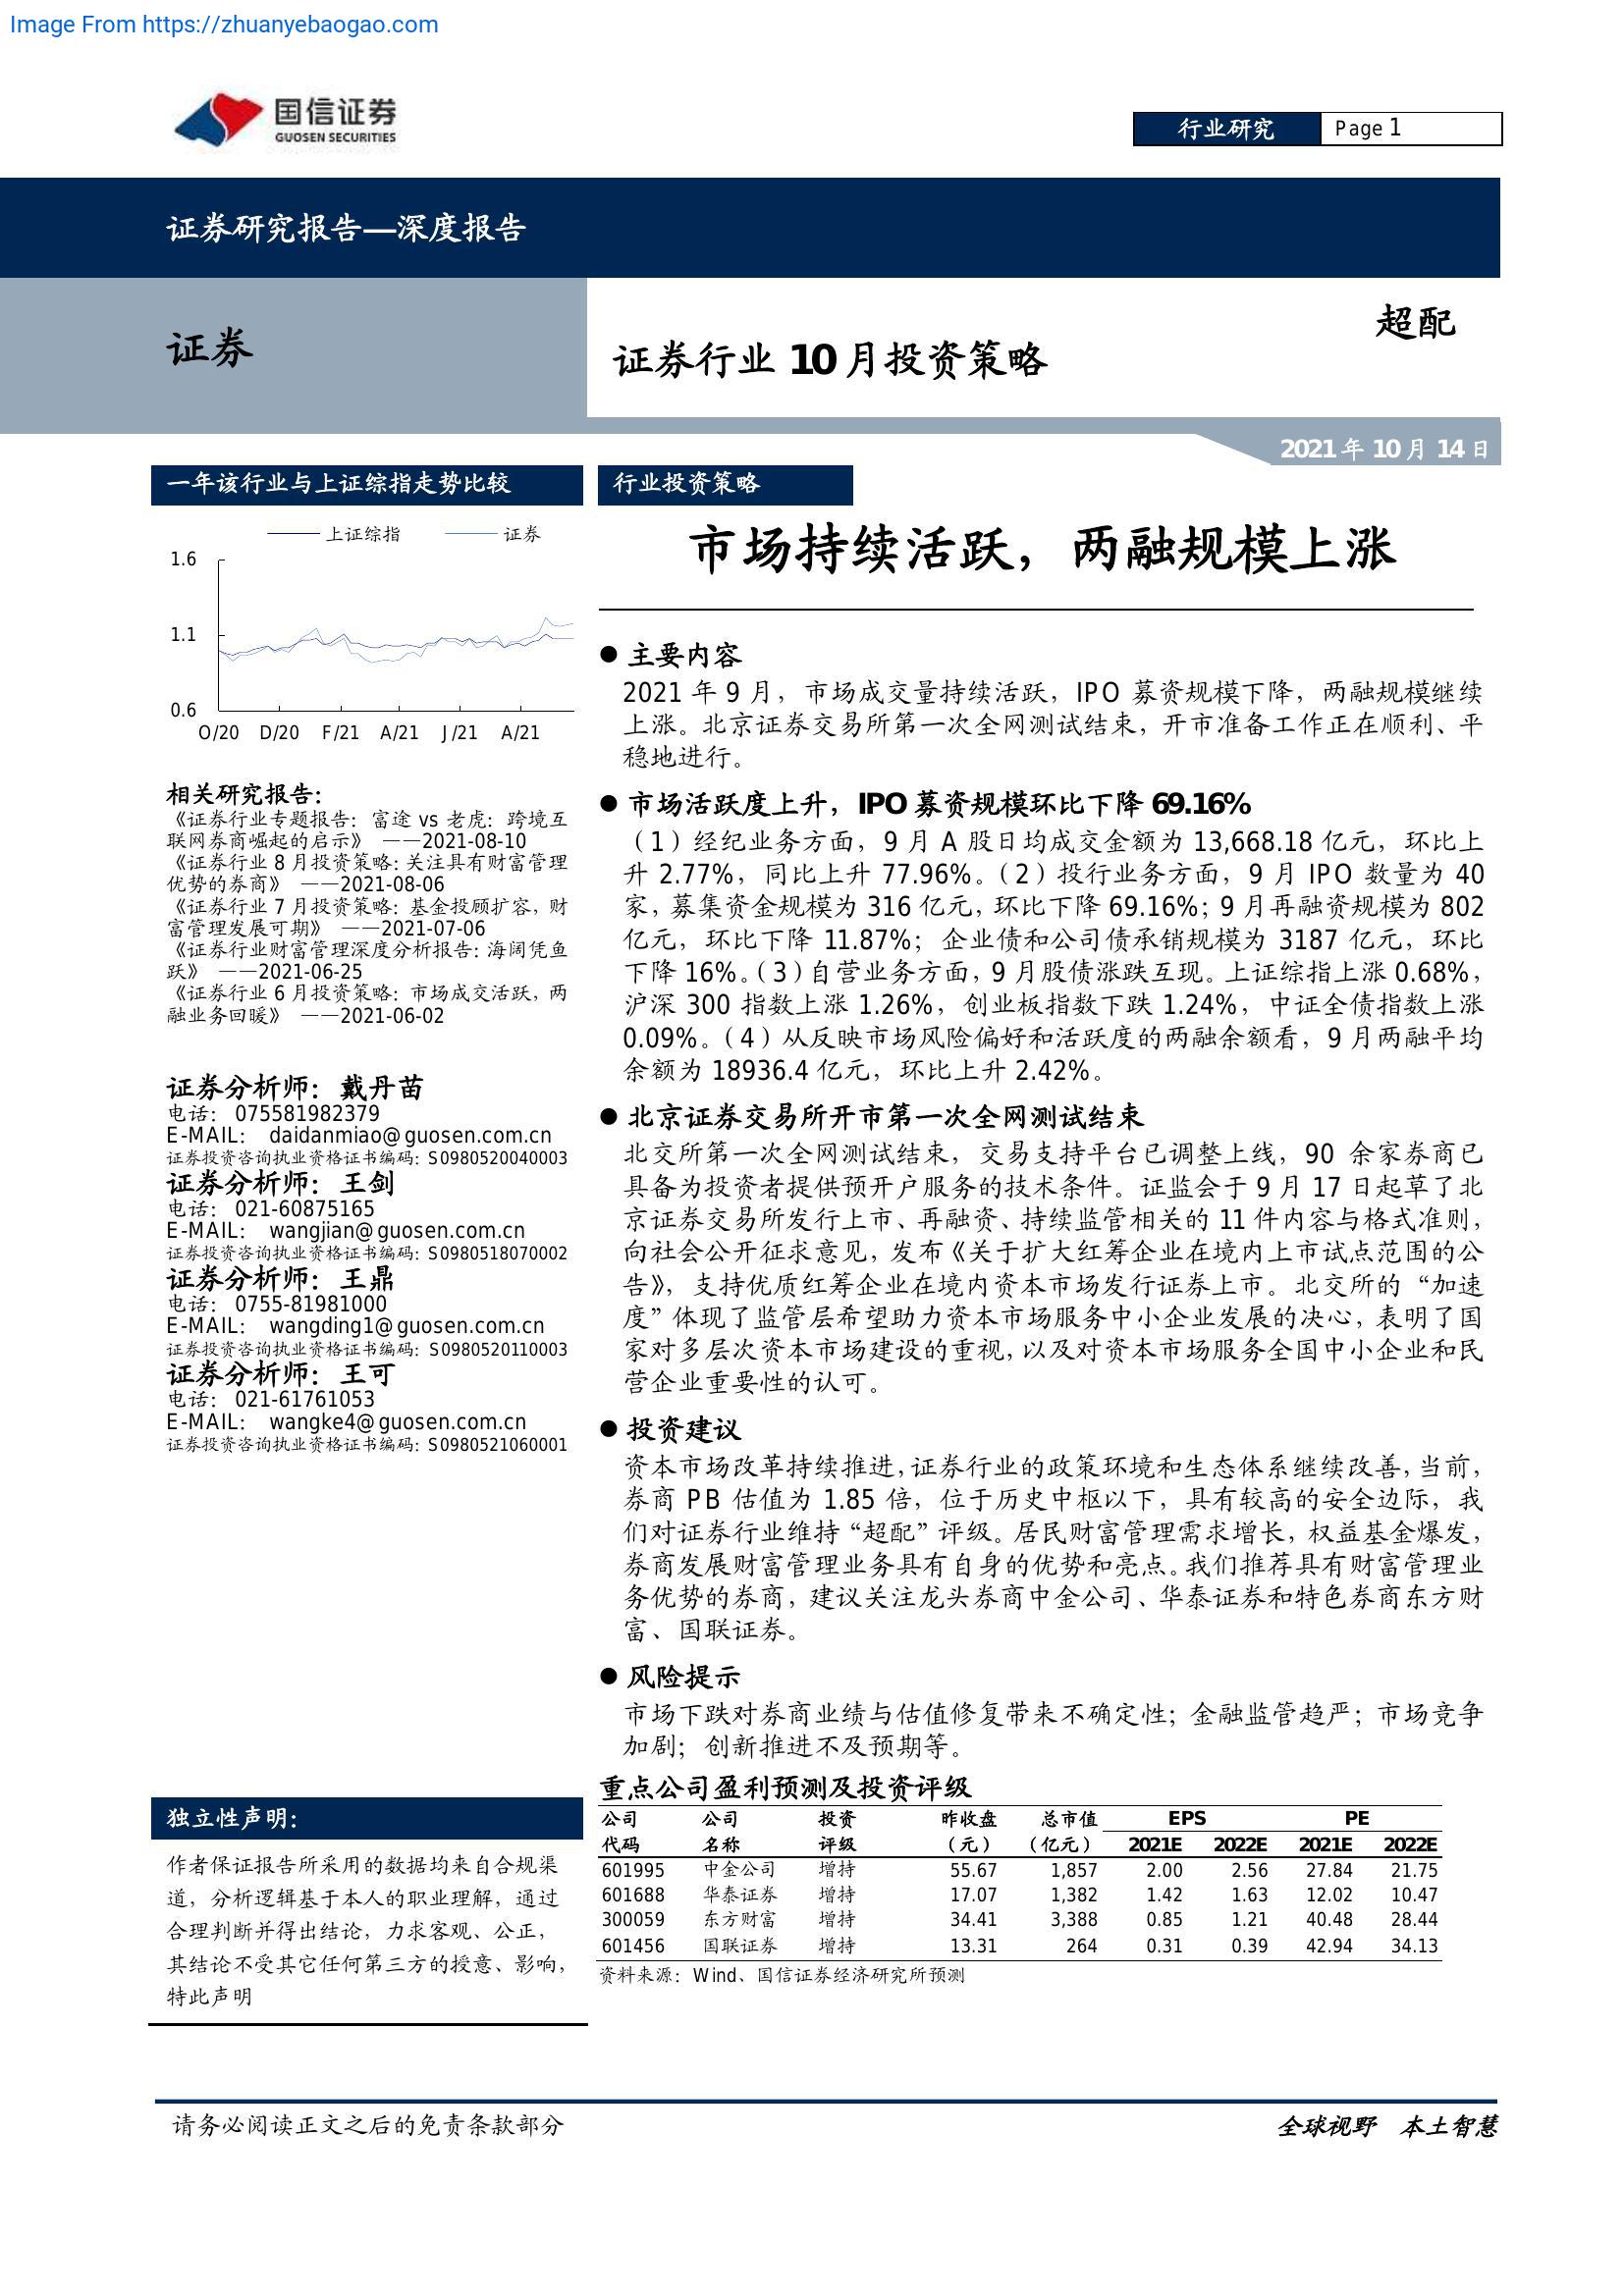 Image From https://zhuanyebaogao.com
国信证券
GUOSEN SECURITIES
行业研究
Page 1
证券研究报告—深度报告
证券
证券行业 10 月投资策略
超配
2021 年 10 月 14 日
一年该行业与上证综指走势比较
上证综指 证券
1.6
1.1
0.6
O/20 D/20 F/21 A/21 J/21 A/21
相关研究报告：
《证券行业专题报告：富途 vs 老虎：跨境互
联网券商崛起的启示》 ——2021-08-10
《证券行业 8 月投资策略：关注具有财富管理
优势的券商》 ——2021-08-06
《证券行业 7 月投资策略：基金投顾扩容，财
富管理发展可期》 ——2021-07-06
《证券行业财富管理深度分析报告：海阔凭鱼
跃》 ——2021-06-25
《证券行业 6 月投资策略：市场成交活跃，两
融业务回暖》 ——2021-06-02
证券分析师：戴丹苗
电话： 075581982379
E-MAIL： daidanmiao@guosen.com.cn
证券投资咨询执业资格证书编码：S0980520040003
证券分析师：王剑
电话： 021-60875165
E-MAIL： wangjian@guosen.com.cn
证券投资咨询执业资格证书编码：S0980518070002
证券分析师：王鼎
电话： 0755-81981000
E-MAIL： wangding1@guosen.com.cn
证券投资咨询执业资格证书编码：S0980520110003
证券分析师：王可
电话： 021-61761053
E-MAIL： wangke4@guosen.com.cn
证券投资咨询执业资格证书编码：S0980521060001
独立性声明：
作者保证报告所采用的数据均来自合规渠
道，分析逻辑基于本人的职业理解，通过
合理判断并得出结论，力求客观、公正，
其结论不受其它任何第三方的授意、影响，
特此声明
行业投资策略
市场持续活跃，两融规模上涨
● 主要内容
2021 年 9 月，市场成交量持续活跃，IPO 募资规模下降，两融规模继续
上涨。北京证券交易所第一次全网测试结束，开市准备工作正在顺利、平
稳地进行。
● 市场活跃度上升，IPO 募资规模环比下降 69.16%
（1）经纪业务方面，9 月 A 股日均成交金额为 13,668.18 亿元，环比上
升 2.77%，同比上升 77.96%。（2）投行业务方面，9 月 IPO 数量为 40
家，募集资金规模为 316 亿元，环比下降 69.16%；9 月再融资规模为 802
亿元，环比下降 11.87%；企业债和公司债承销规模为 3187 亿元，环比
下降 16%。（3）自营业务方面，9 月股债涨跌互现。上证综指上涨 0.68%，
沪深 300 指数上涨 1.26%，创业板指数下跌 1.24%，中证全债指数上涨
0.09%。（4）从反映市场风险偏好和活跃度的两融余额看，9 月两融平均
余额为 18936.4 亿元，环比上升 2.42%。
● 北京证券交易所开市第一次全网测试结束
北交所第一次全网测试结束，交易支持平台已调整上线，90 余家券商已
具备为投资者提供预开户服务的技术条件。证监会于 9 月 17 日起草了北
京证券交易所发行上市、再融资、持续监管相关的 11 件内容与格式准则，
向社会公开征求意见，发布《关于扩大红筹企业在境内上市试点范围的公
告》，支持优质红筹企业在境内资本市场发行证券上市。北交所的“加速
度”体现了监管层希望助力资本市场服务中小企业发展的决心，表明了国
家对多层次资本市场建设的重视，以及对资本市场服务全国中小企业和民
营企业重要性的认可。
● 投资建议
资本市场改革持续推进，证券行业的政策环境和生态体系继续改善，当前，
券商 PB 估值为 1.85 倍，位于历史中枢以下，具有较高的安全边际，我
们对证券行业维持“超配”评级。居民财富管理需求增长，权益基金爆发，
券商发展财富管理业务具有自身的优势和亮点。我们推荐具有财富管理业
务优势的券商，建议关注龙头券商中金公司、华泰证券和特色券商东方财
富、国联证券。
● 风险提示
市场下跌对券商业绩与估值修复带来不确定性；金融监管趋严；市场竞争
加剧；创新推进不及预期等。
重点公司盈利预测及投资评级
公司 公司 投资 昨收盘 总市值 EPS PE
代码 名称 评级 （元） （亿元） 2021E 2022E 2021E 2022E
601995 中金公司 增持 55.67 1,857 2.00 2.56 27.84 21.75
601688 华泰证券 增持 17.07 1,382 1.42 1.63 12.02 10.47
300059 东方财富 增持 34.41 3,388 0.85 1.21 40.48 28.44
601456 国联证券 增持 13.31 264 0.31 0.39 42.94 34.13
资料来源：Wind、国信证券经济研究所预测
请务必阅读正文之后的免责条款部分
全球视野 本土智慧